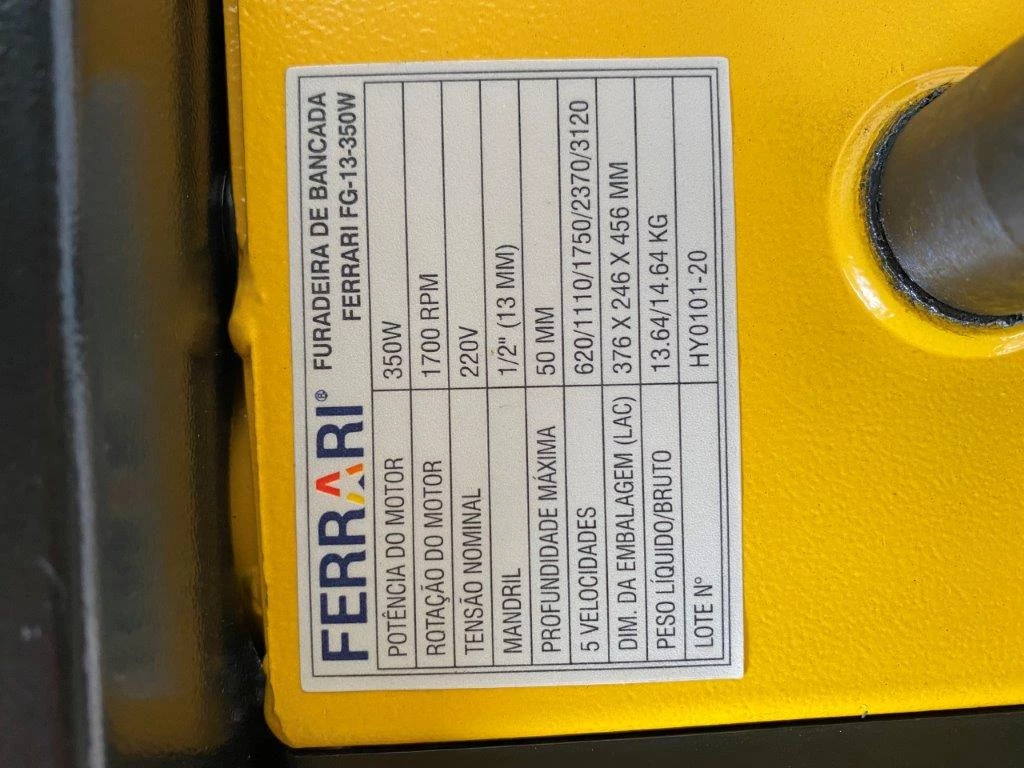 FERRARI® FURADEIRA DE BANCADA
FERRARI FG-13-350W
POTÊNCIA DO MOTOR 350W
ROTAÇÃO DO MOTOR 1700 RPM
TENSÃO NOMINAL 220V
MANDRIL 1/2" (13 MM)
PROFUNDIDADE MÁXIMA 50 MM
5 VELOCIDADES 620/1110/1750/2370/3120
DIM. DA EMBALAGEM (LAC) 376 X 246 X 456 MM
PESO LÍQUIDO/BRUTO 13.64/14.64 KG
LOTE Nº HY0101-20